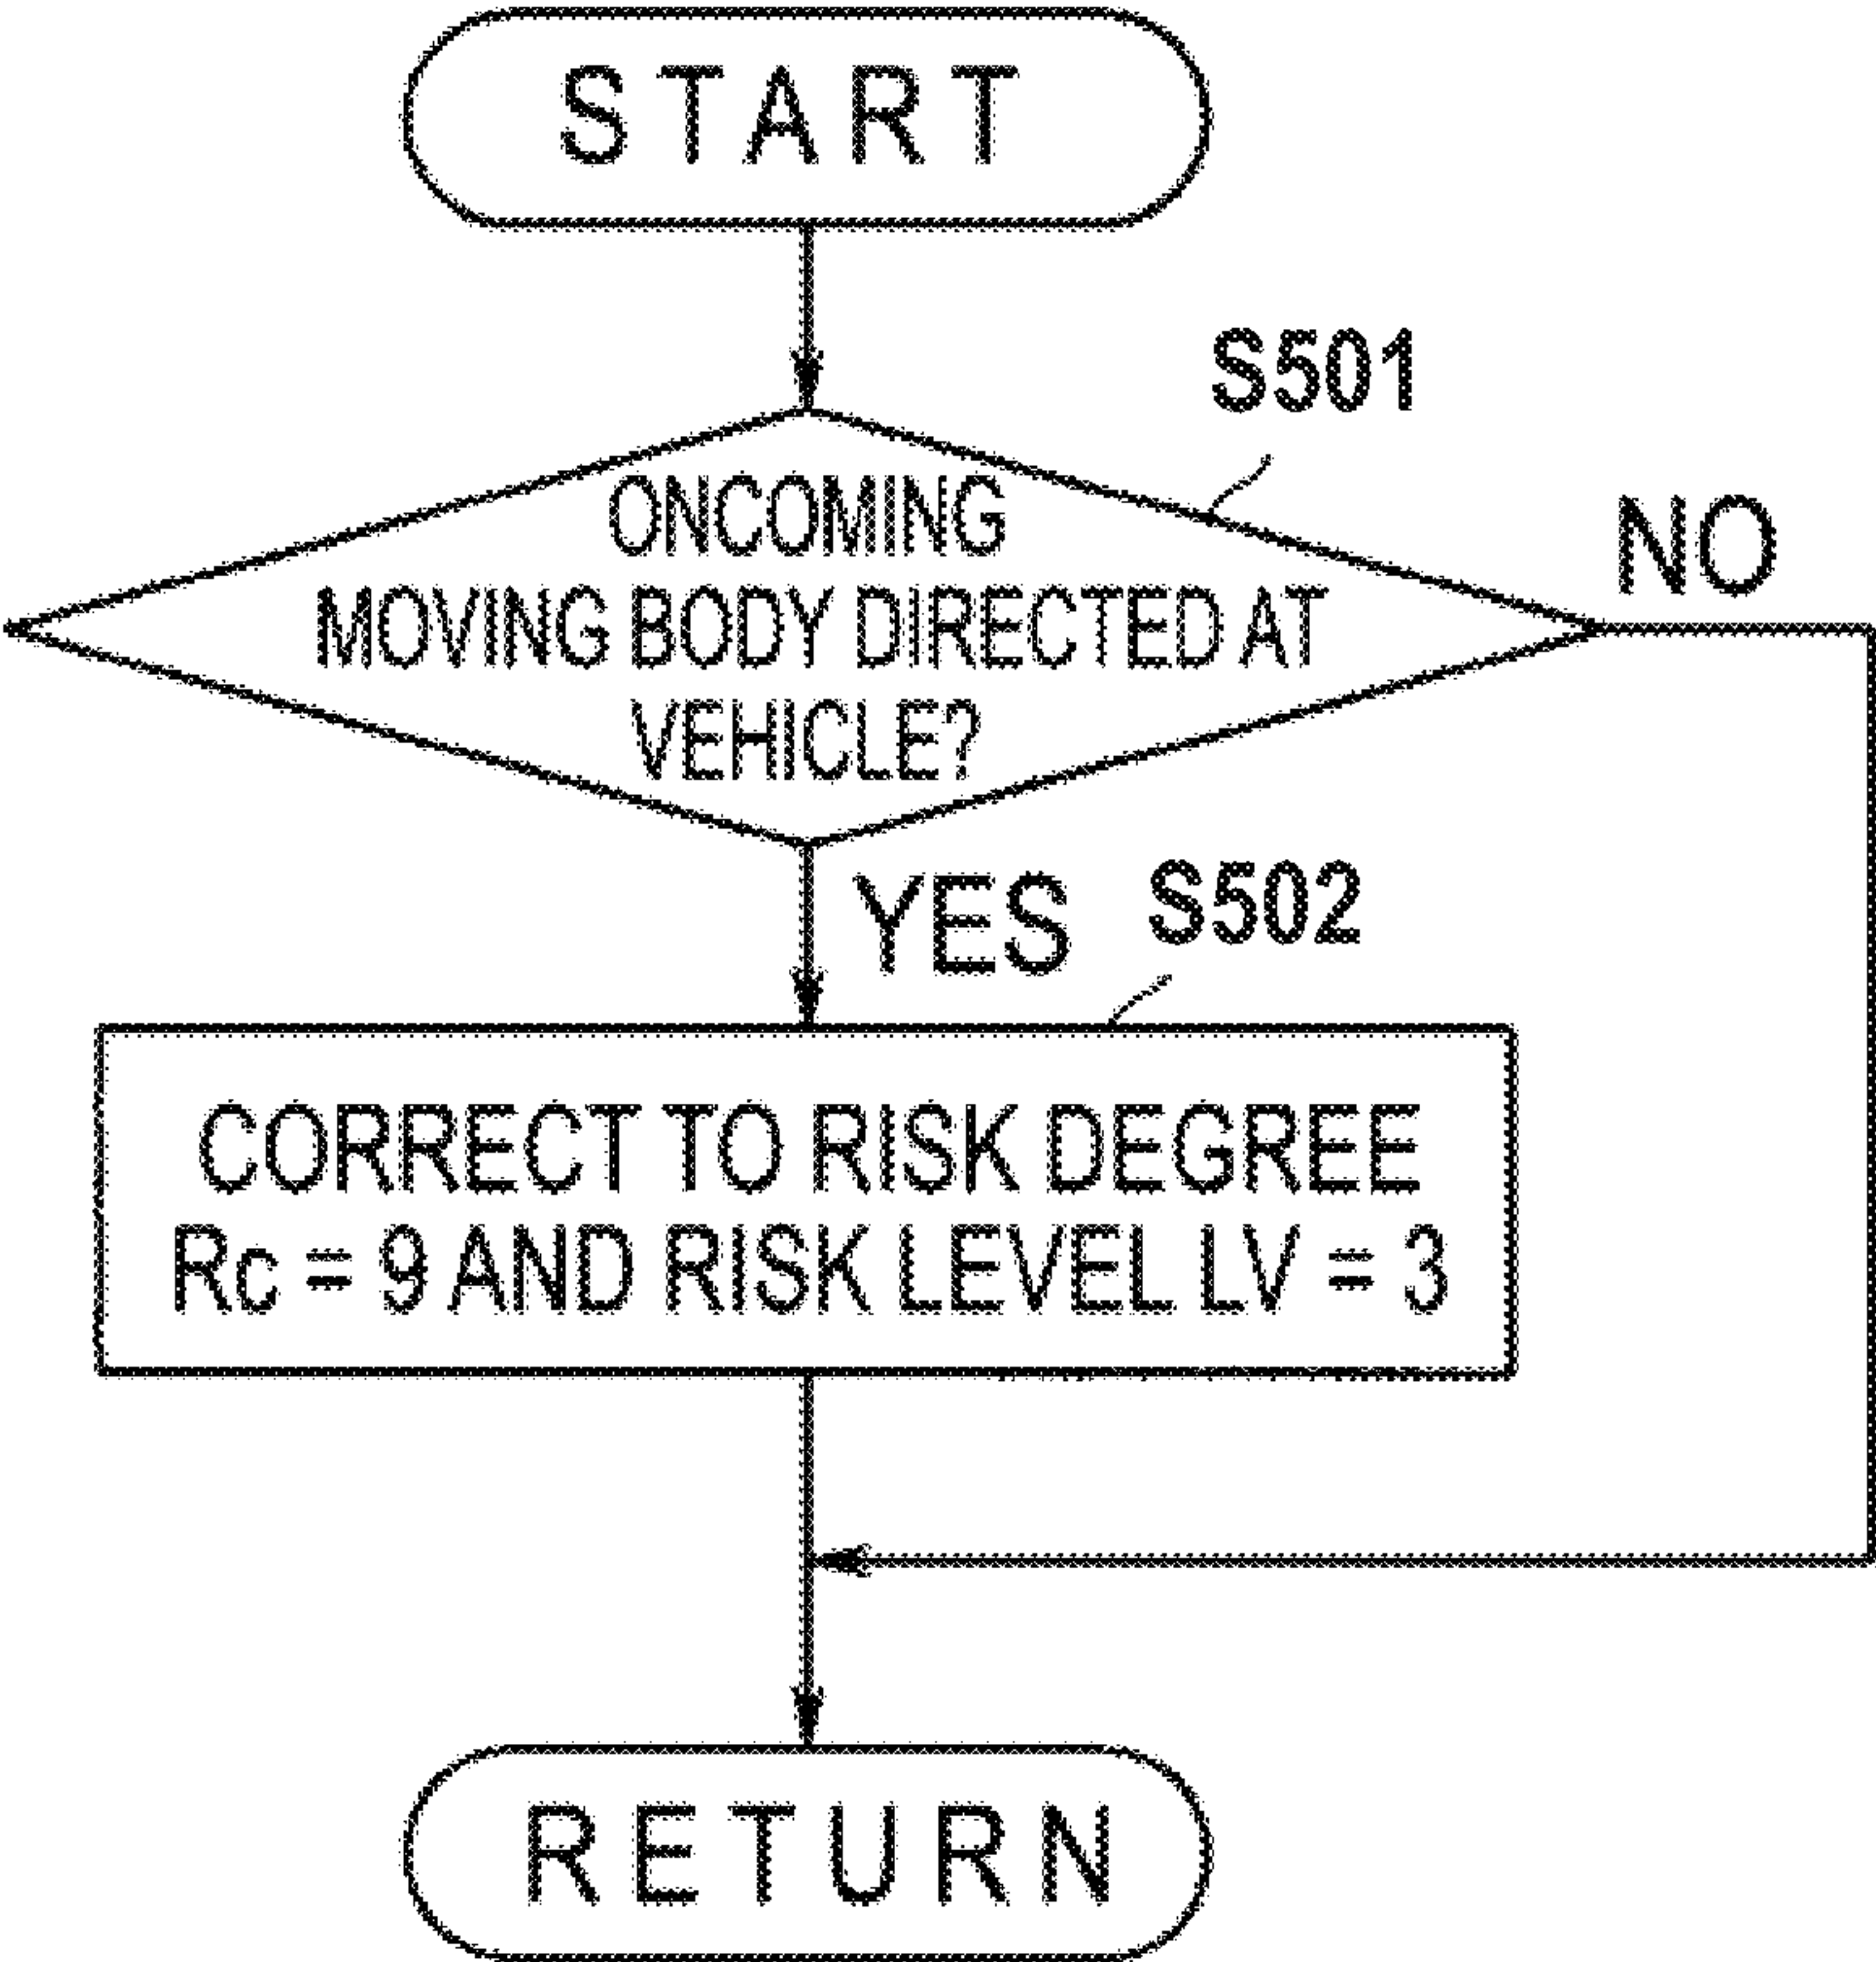 START
S501
ONCOMING
MOVING BODY DIRECTED AT
VEHICLE?
NO
YES
S502
CORRECT TO RISK DEGREE
Rc = 9 AND RISK LEVEL LV = 3
RETURN